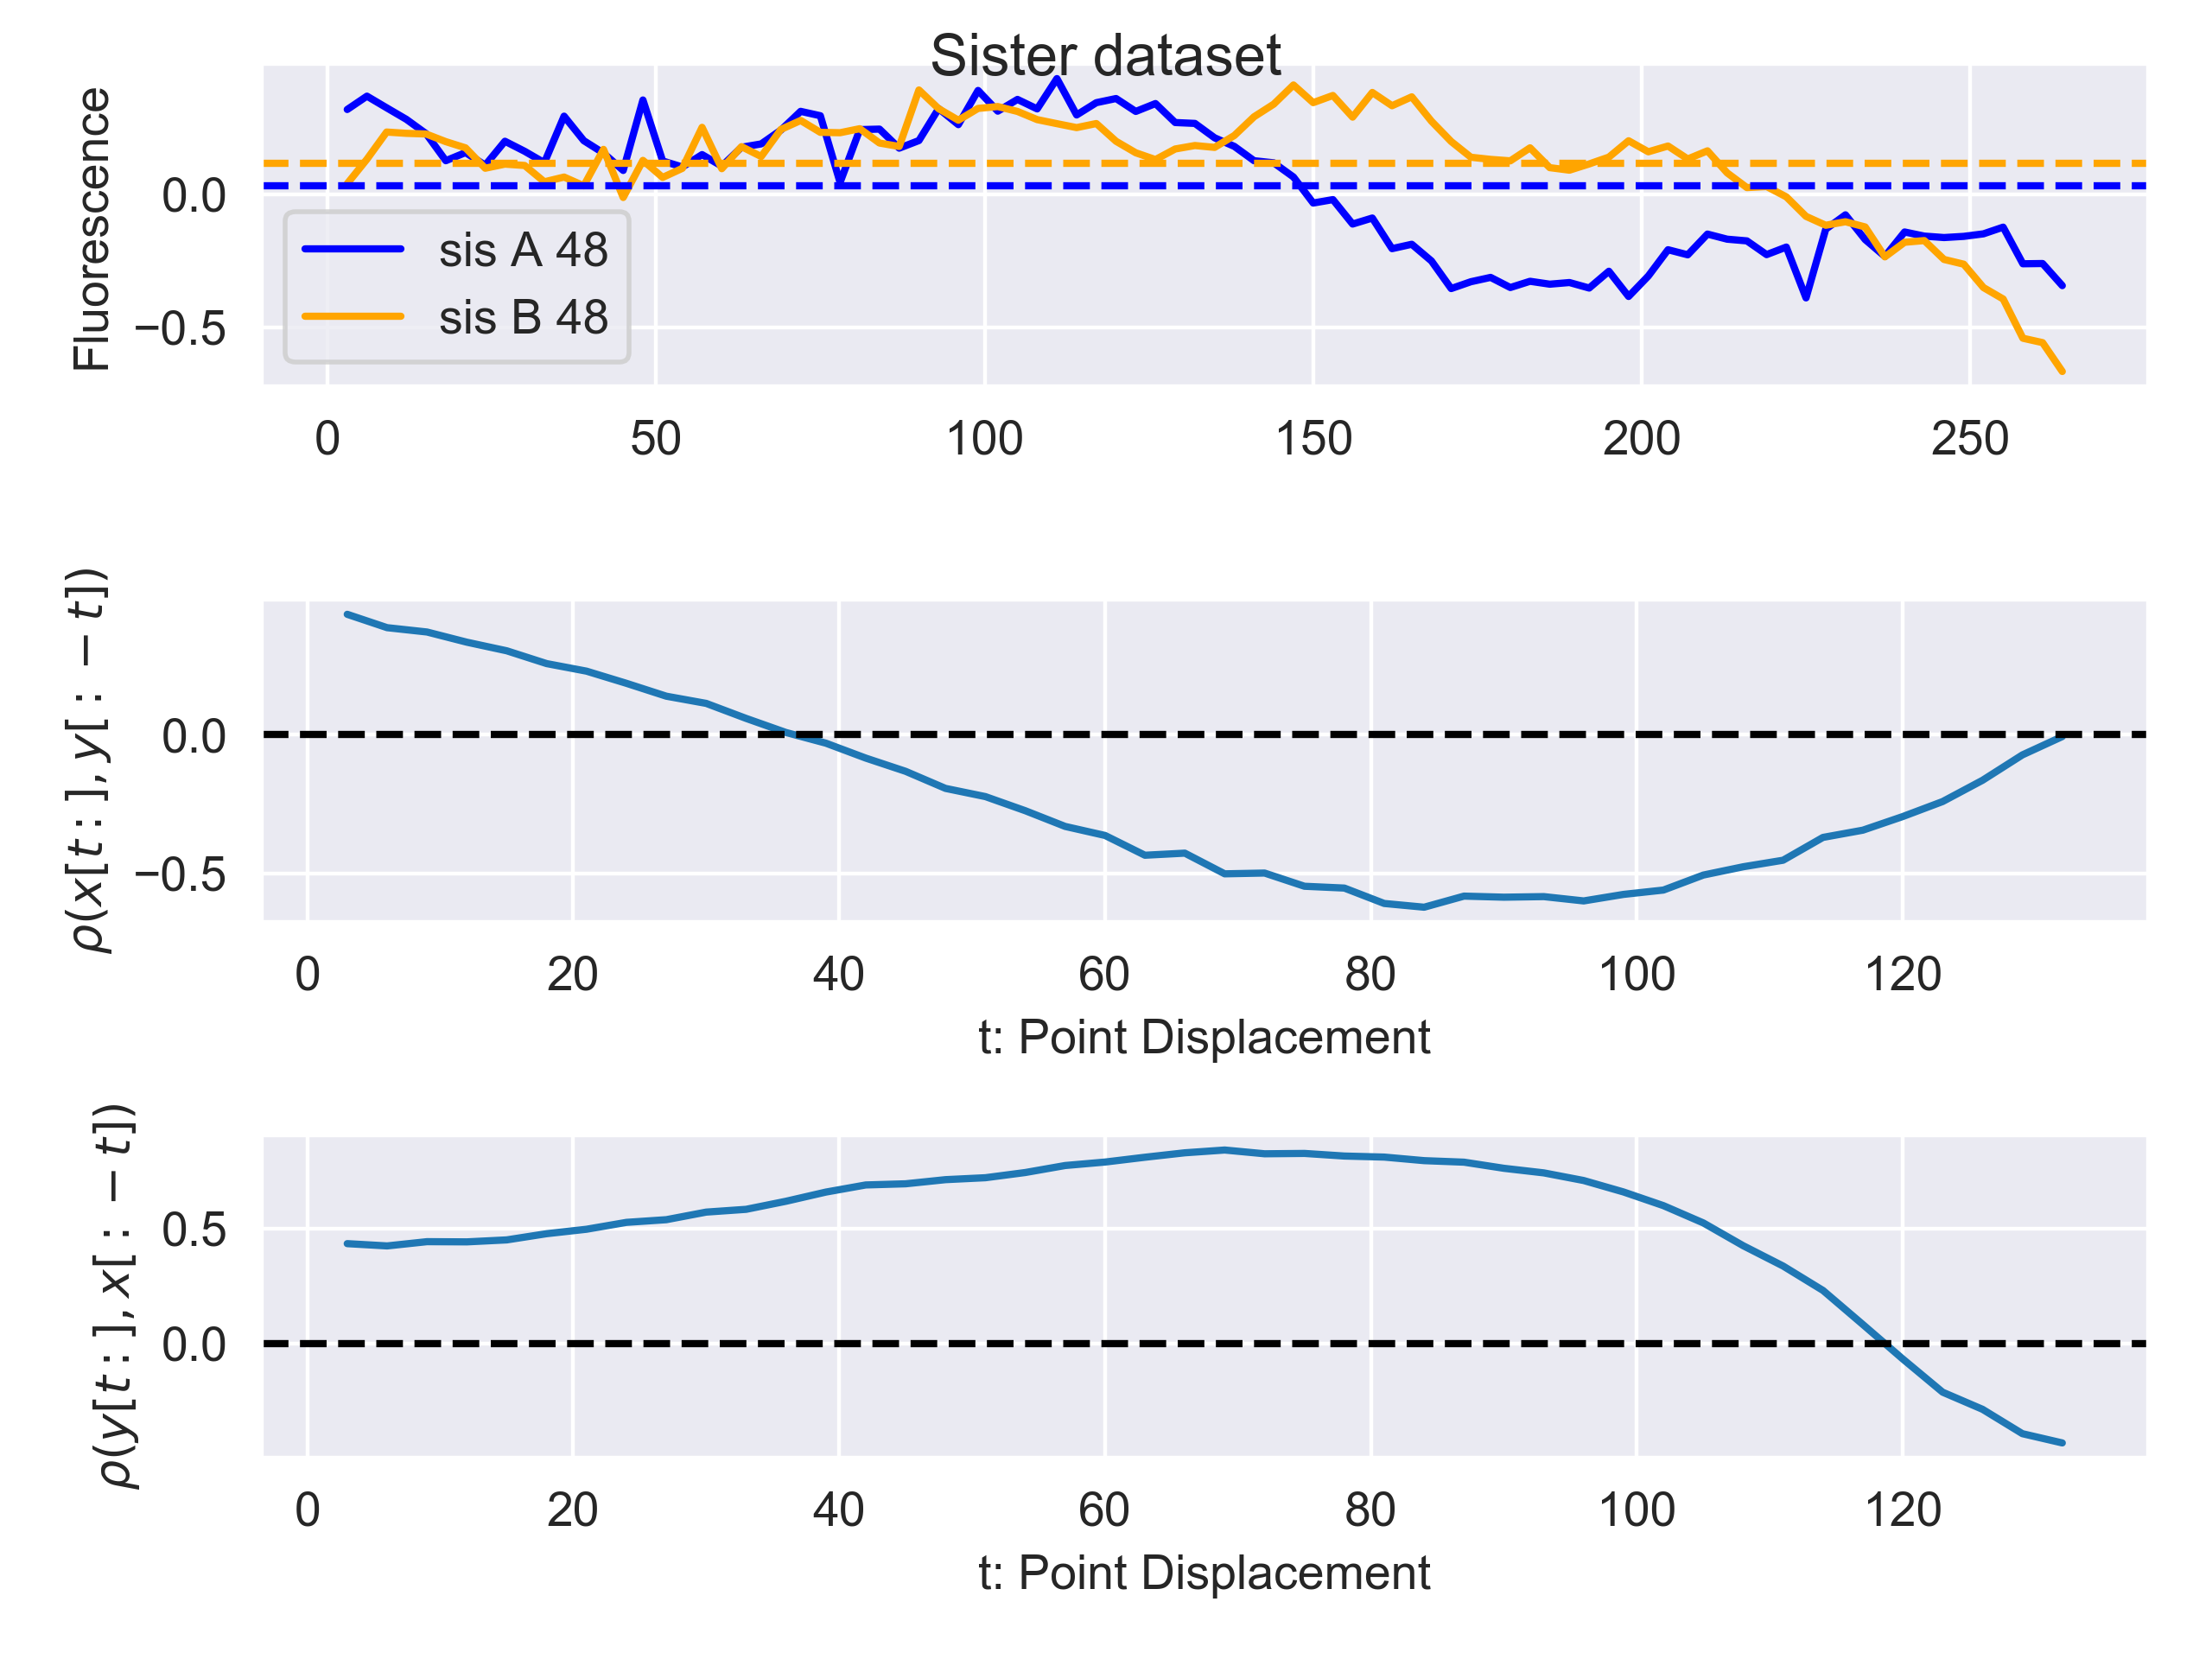 Sister dataset
Fluorescence
0.0
−0.5
sis A 48
sis B 48
0 50 100 150 200 250
ρ(x[t:],y[:−t])
0.0
−0.5
0 20 40 60 80 100 120
t: Point Displacement
ρ(y[t:],x[:−t])
0.5
0.0
0 20 40 60 80 100 120
t: Point Displacement